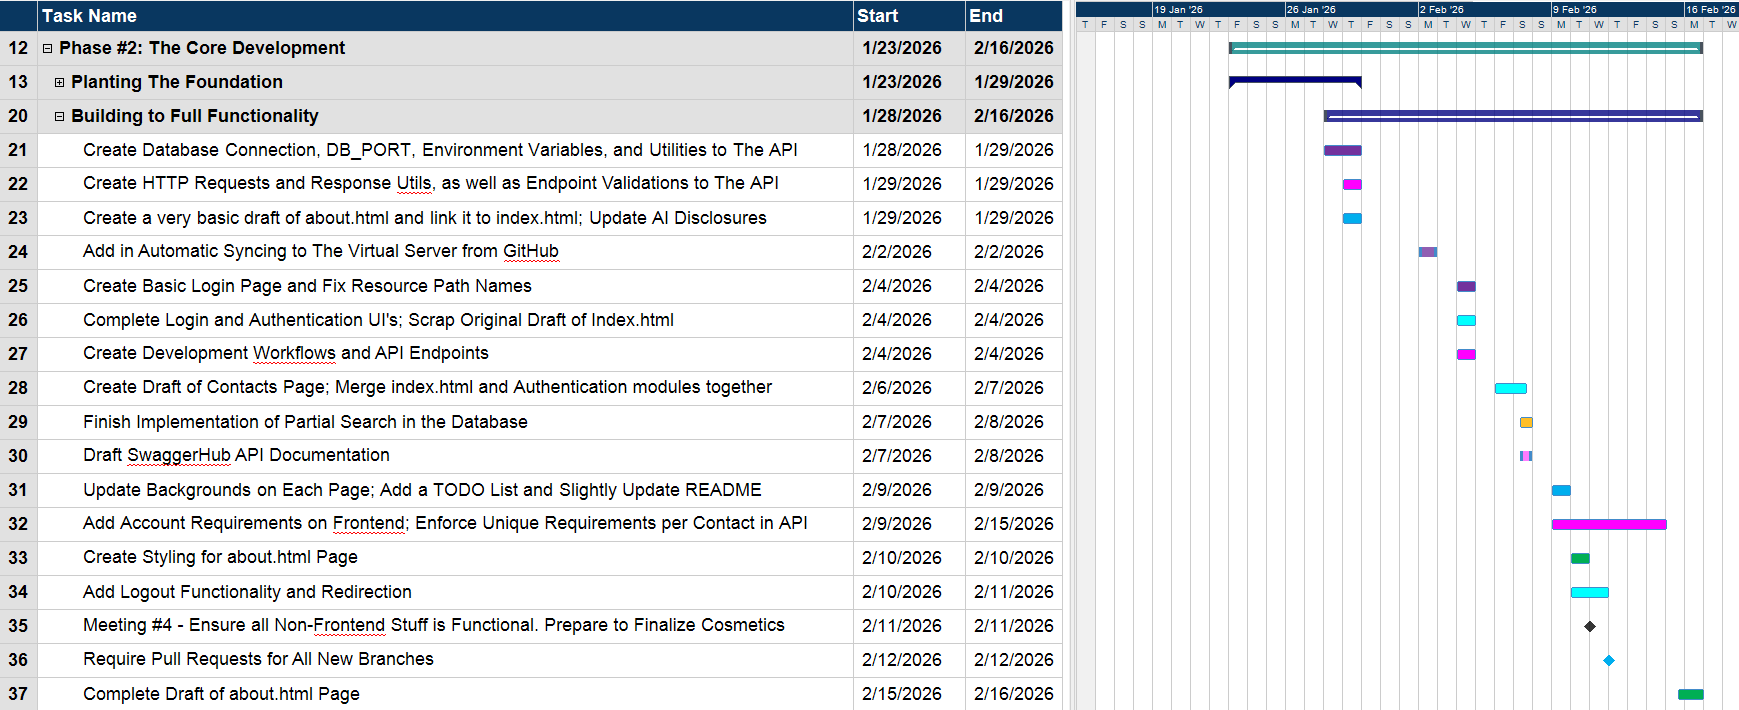 Task Name Start End 19 Jan '26 26 Jan '26 2 Feb '26 9 Feb '26 16 Feb '26
T F S S M T W T F S S M T W T F S S M T W T F S S M T W T F S S M T W
12 Phase #2: The Core Development 1/23/2026 2/16/2026
13 Planting The Foundation 1/23/2026 1/29/2026
20 Building to Full Functionality 1/28/2026 2/16/2026
21 Create Database Connection, DB_PORT, Environment Variables, and Utilities to The API 1/28/2026 1/29/2026
22 Create HTTP Requests and Response Utils, as well as Endpoint Validations to The API 1/29/2026 1/29/2026
23 Create a very basic draft of about.html and link it to index.html; Update AI Disclosures 1/29/2026 1/29/2026
24 Add in Automatic Syncing to The Virtual Server from GitHub 2/2/2026 2/2/2026
25 Create Basic Login Page and Fix Resource Path Names 2/4/2026 2/4/2026
26 Complete Login and Authentication UI's; Scrap Original Draft of Index.html 2/4/2026 2/4/2026
27 Create Development Workflows and API Endpoints 2/4/2026 2/4/2026
28 Create Draft of Contacts Page; Merge index.html and Authentication modules together 2/6/2026 2/7/2026
29 Finish Implementation of Partial Search in the Database 2/7/2026 2/8/2026
30 Draft SwaggerHub API Documentation 2/7/2026 2/8/2026
31 Update Backgrounds on Each Page; Add a TODO List and Slightly Update README 2/9/2026 2/9/2026
32 Add Account Requirements on Frontend; Enforce Unique Requirements per Contact in API 2/9/2026 2/15/2026
33 Create Styling for about.html Page 2/10/2026 2/10/2026
34 Add Logout Functionality and Redirection 2/10/2026 2/11/2026
35 Meeting #4 - Ensure all Non-Frontend Stuff is Functional. Prepare to Finalize Cosmetics 2/11/2026 2/11/2026
36 Require Pull Requests for All New Branches 2/12/2026 2/12/2026
37 Complete Draft of about.html Page 2/15/2026 2/16/2026